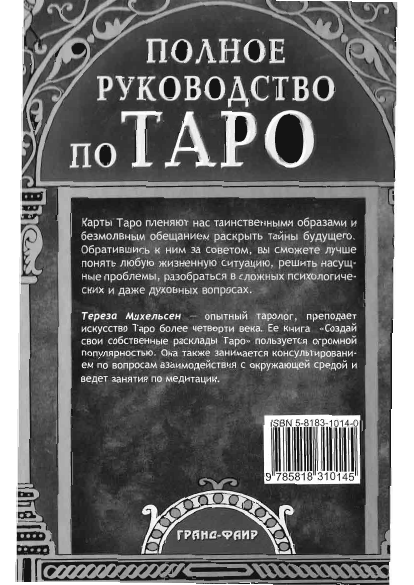 ПОЛНОЕ
РУКОВОДСТВО
ПО ТАРО
Карты Таро пленяют нас таинственными образами и
безмолвным обещанием раскрыть тайны будущего.
Обратившись к ним за советом, вы сможете лучше
понять любую жизненную ситуацию, решить насущ-
ные проблемы, разобраться в сложных психологичес-
ких и даже духовных вопросах.
Тереза Михельсен — опытный таролог, преподает
искусство Таро более четверти века. Ее книга «Создай
свои собственные расклады Таро» пользуется огромной
популярностью. Она также занимается консультировани-
ем по вопросам взаимодействия с окружающей средой и
ведет занятия по медитации.
ISBN 5-8183-1014-0
9 785818 310145
ГРАНД-ФАИР